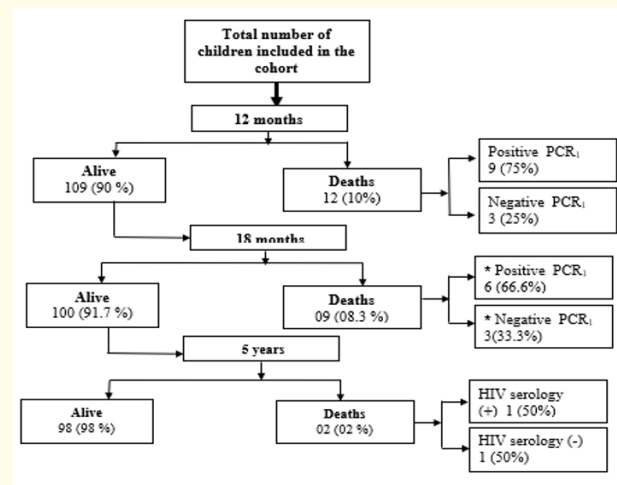 Total number of
children included in the
cohort
12 months
Alive
109 (90 %)
Deaths
12 (10%)
Positive PCR₁
9 (75%)
Negative PCR₁
3 (25%)
18 months
Alive
100 (91.7 %)
Deaths
09 (08.3 %)
* Positive PCR₁
6 (66.6%)
* Negative PCR₁
3(33.3%)
5 years
Alive
98 (98 %)
Deaths
02 (02 %)
HIV serology
(+) 1 (50%)
HIV serology (-)
1 (50%)